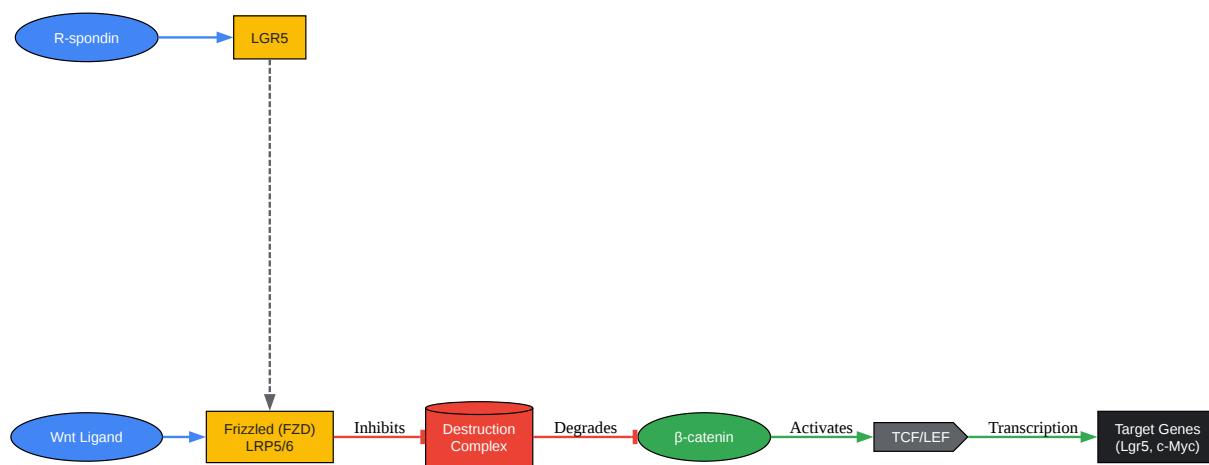 R-spondin
LGR5
Wnt Ligand
Frizzled (FZD)
LRP5/6
Inhibits
Destruction
Complex
Degrades
β-catenin
Activates
TCF/LEF
Transcription
Target Genes
(Lgr5, c-Myc)